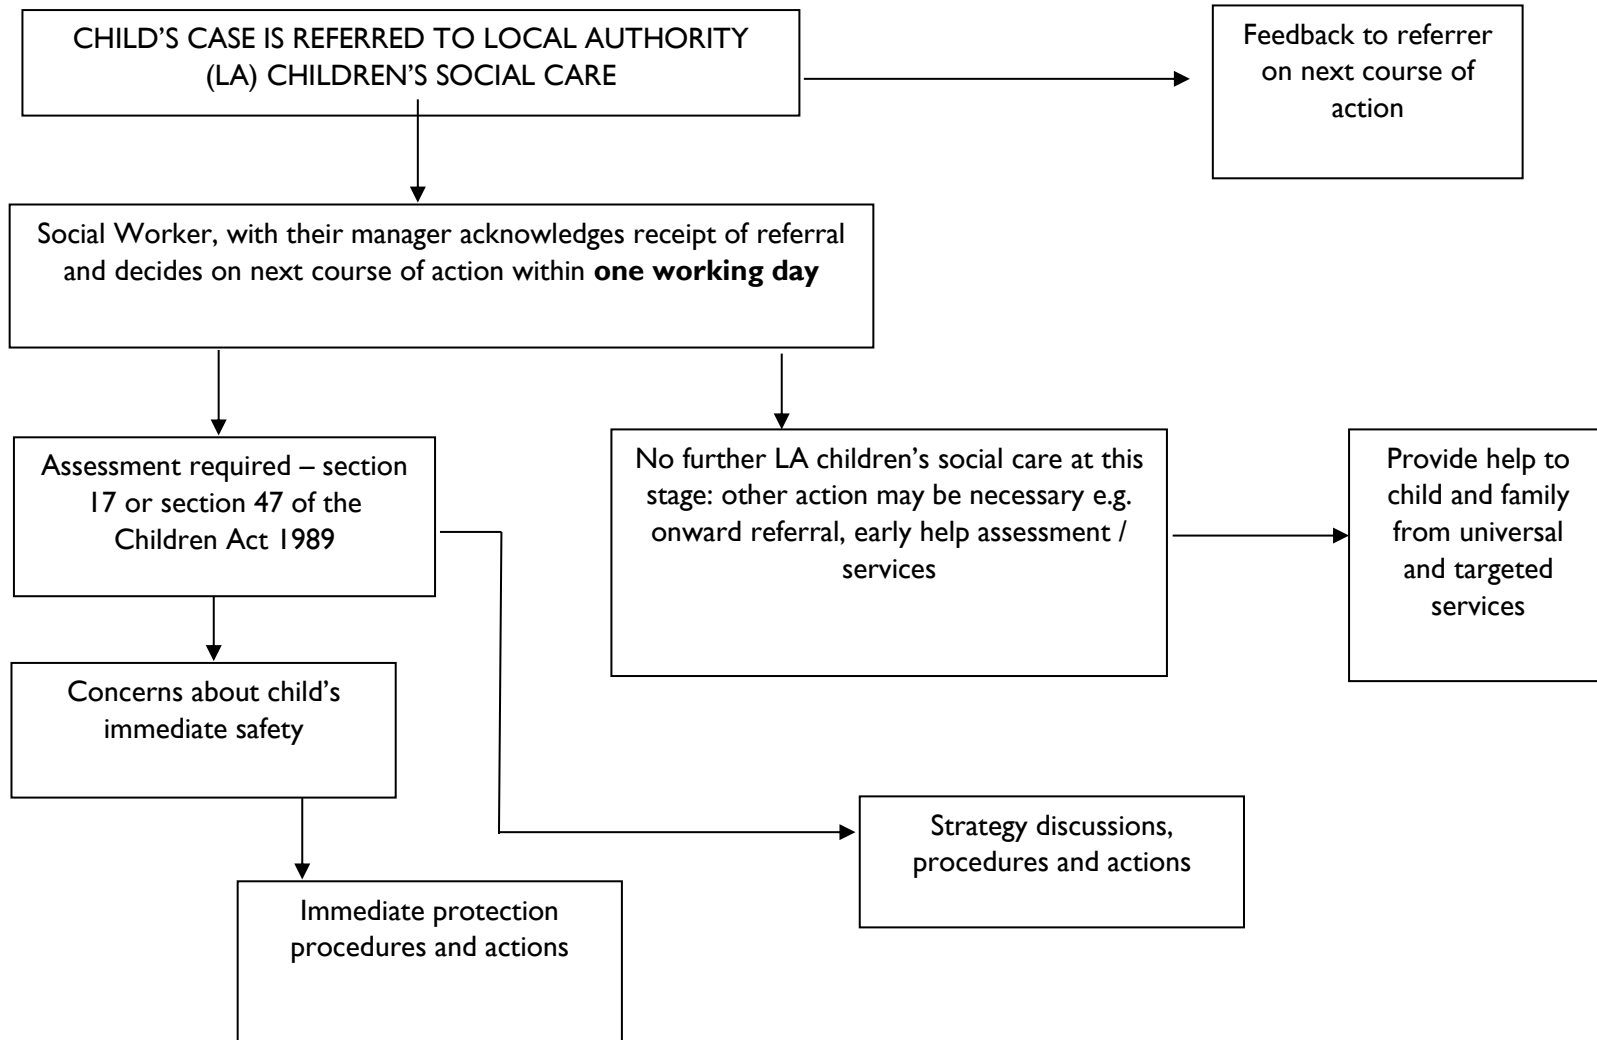 CHILD’S CASE IS REFERRED TO LOCAL AUTHORITY
(LA) CHILDREN’S SOCIAL CARE
Feedback to referrer
on next course of
action
Social Worker, with their manager acknowledges receipt of referral
and decides on next course of action within one working day
Assessment required – section
17 or section 47 of the
Children Act 1989
No further LA children’s social care at this
stage: other action may be necessary e.g.
onward referral, early help assessment /
services
Provide help to
child and family
from universal
and targeted
services
Concerns about child’s
immediate safety
Strategy discussions,
procedures and actions
Immediate protection
procedures and actions